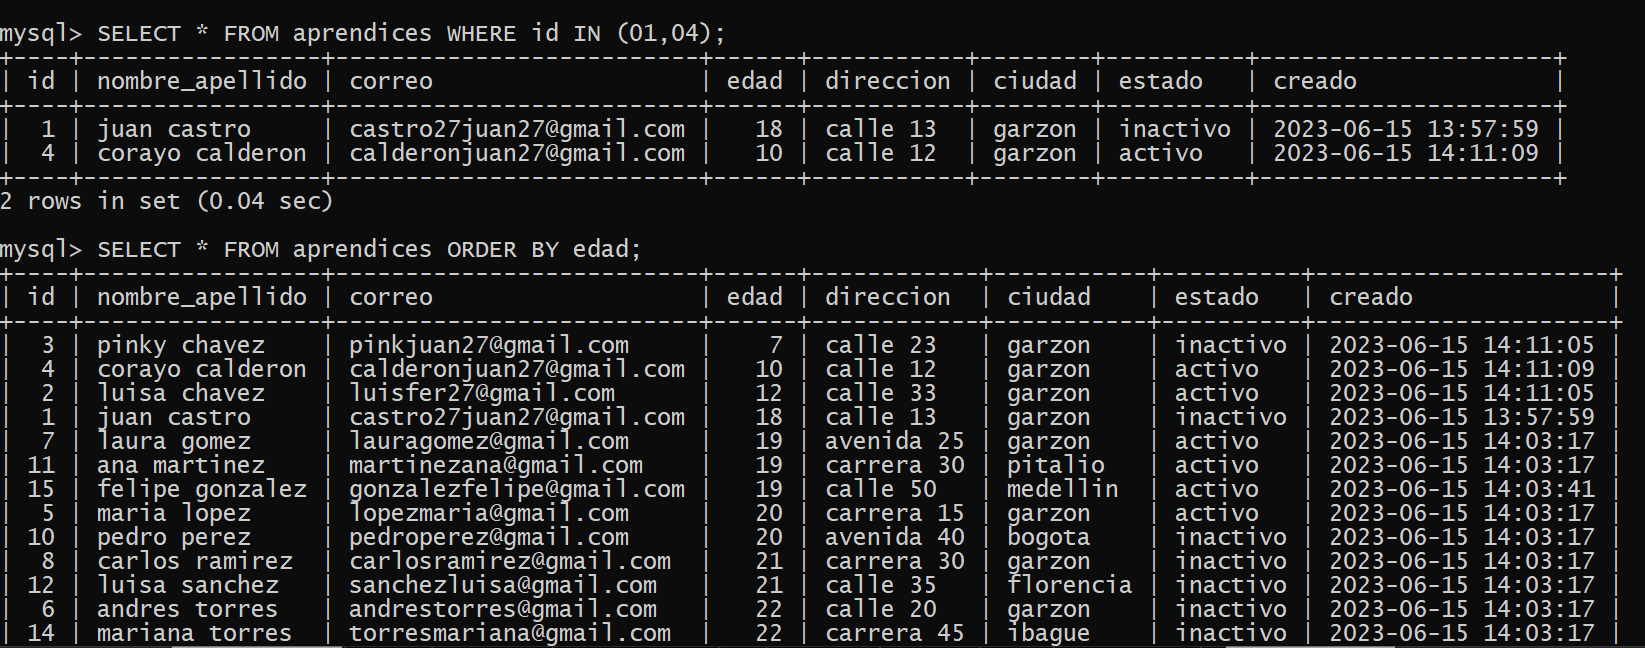 mysql> SELECT * FROM aprendices WHERE id IN (01,04);
+----+-----------------+--------------------------+------+-----------+--------+----------+---------------------+
| id | nombre_apellido | correo                   | edad | direccion | ciudad | estado   | creado              |
+----+-----------------+--------------------------+------+-----------+--------+----------+---------------------+
|  1 | juan castro     | castro27juan27@gmail.com |   18 | calle 13  | garzon | inactivo | 2023-06-15 13:57:59 |
|  4 | corayo calderon | calderonjuan27@gmail.com |   10 | calle 12  | garzon | activo   | 2023-06-15 14:11:09 |
+----+-----------------+--------------------------+------+-----------+--------+----------+---------------------+
2 rows in set (0.04 sec)
mysql> SELECT * FROM aprendices ORDER BY edad;
+----+-----------------+--------------------------+------+------------+-----------+----------+---------------------+
| id | nombre_apellido | correo                   | edad | direccion  | ciudad    | estado   | creado              |
+----+-----------------+--------------------------+------+------------+-----------+----------+---------------------+
|  3 | pinky chavez    | pinkjuan27@gmail.com     |    7 | calle 23   | garzon    | inactivo | 2023-06-15 14:11:05 |
|  4 | corayo calderon | calderonjuan27@gmail.com |   10 | calle 12   | garzon    | activo   | 2023-06-15 14:11:09 |
|  2 | luisa chavez    | luisfer27@gmail.com      |   12 | calle 33   | garzon    | activo   | 2023-06-15 14:11:05 |
|  1 | juan castro     | castro27juan27@gmail.com |   18 | calle 13   | garzon    | inactivo | 2023-06-15 13:57:59 |
|  7 | laura gomez     | lauragomez@gmail.com     |   19 | avenida 25 | garzon    | activo   | 2023-06-15 14:03:17 |
| 11 | ana martinez    | martinezana@gmail.com    |   19 | carrera 30 | pitalio   | activo   | 2023-06-15 14:03:17 |
| 15 | felipe gonzalez | gonzalezfelipe@gmail.com |   19 | calle 50   | medellin  | activo   | 2023-06-15 14:03:41 |
|  5 | maria lopez     | lopezmaria@gmail.com     |   20 | carrera 15 | garzon    | activo   | 2023-06-15 14:03:17 |
| 10 | pedro perez     | pedroperez@gmail.com     |   20 | avenida 40 | bogota    | inactivo | 2023-06-15 14:03:17 |
|  8 | carlos ramirez  | carlosramirez@gmail.com  |   21 | carrera 30 | garzon    | inactivo | 2023-06-15 14:03:17 |
| 12 | luisa sanchez   | sanchezluisa@gmail.com   |   21 | calle 35   | florencia | inactivo | 2023-06-15 14:03:17 |
|  6 | andres torres   | andrestorres@gmail.com   |   22 | calle 20   | garzon    | inactivo | 2023-06-15 14:03:17 |
| 14 | mariana torres  | torresmariana@gmail.com  |   22 | carrera 45 | ibague    | inactivo | 2023-06-15 14:03:17 |